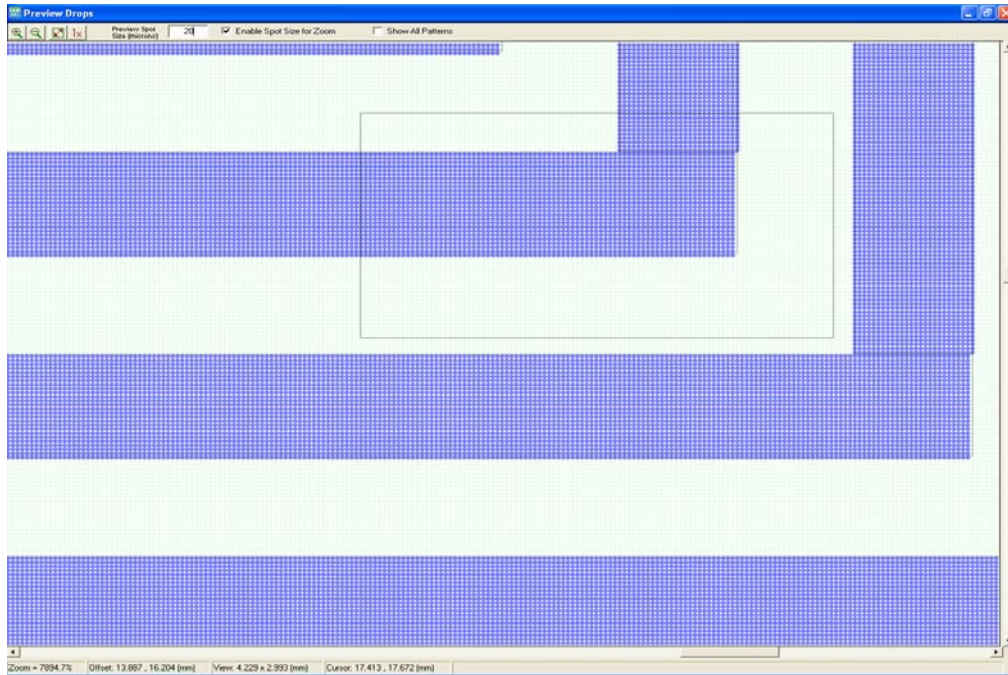 Preview Drops
1x Preview Spot Size (microns) 20 Enable Spot Size for Zoom Show All Patterns
Zoom = 7894.7% Offset: 13.887 , 16.204 (mm) View: 4.229 x 2.993 (mm) Cursor: 17.413 , 17.672 (mm)